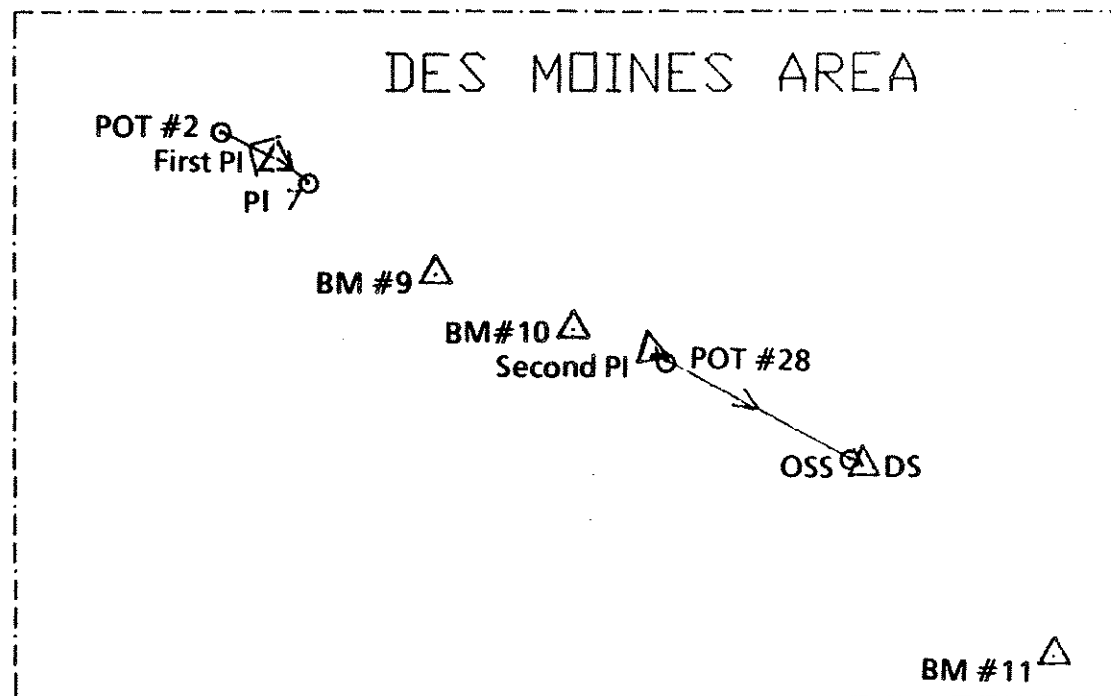 DES MOINES AREA
POT #2
First PI
PI
BM #9
BM#10
Second PI
POT #28
OSS
DS
BM #11